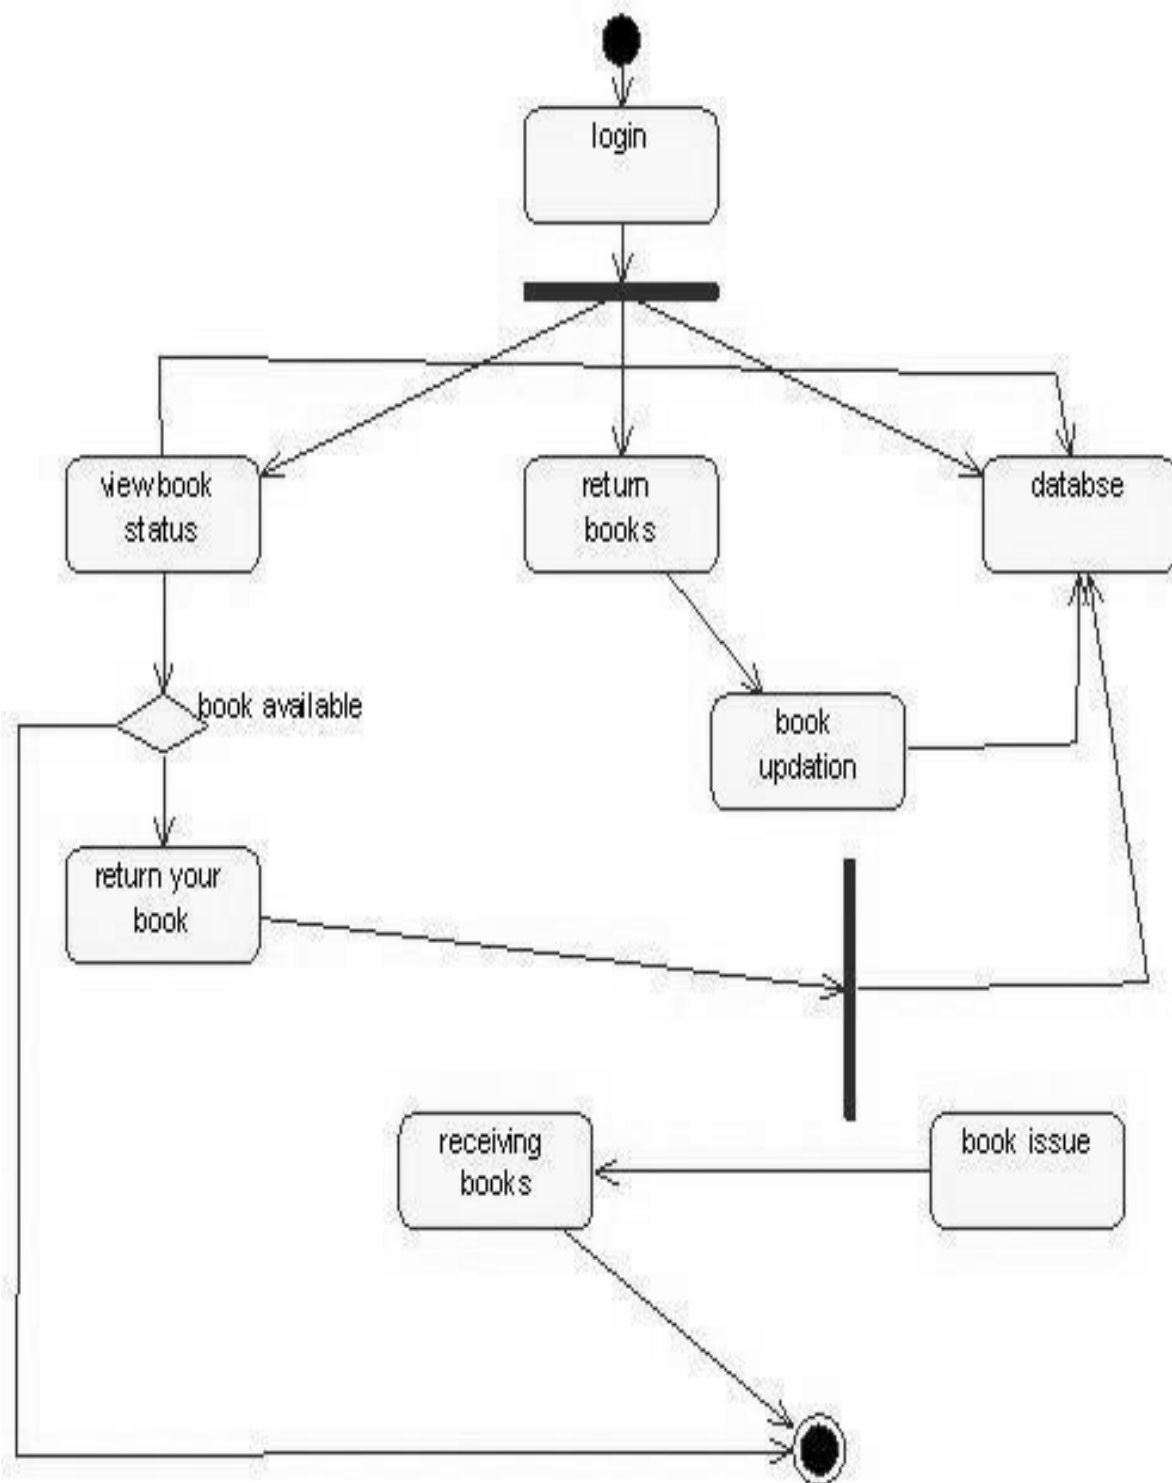 login
viewbook
status
return
books
databse
book available
book
updation
return your
book
receiving
books
book issue